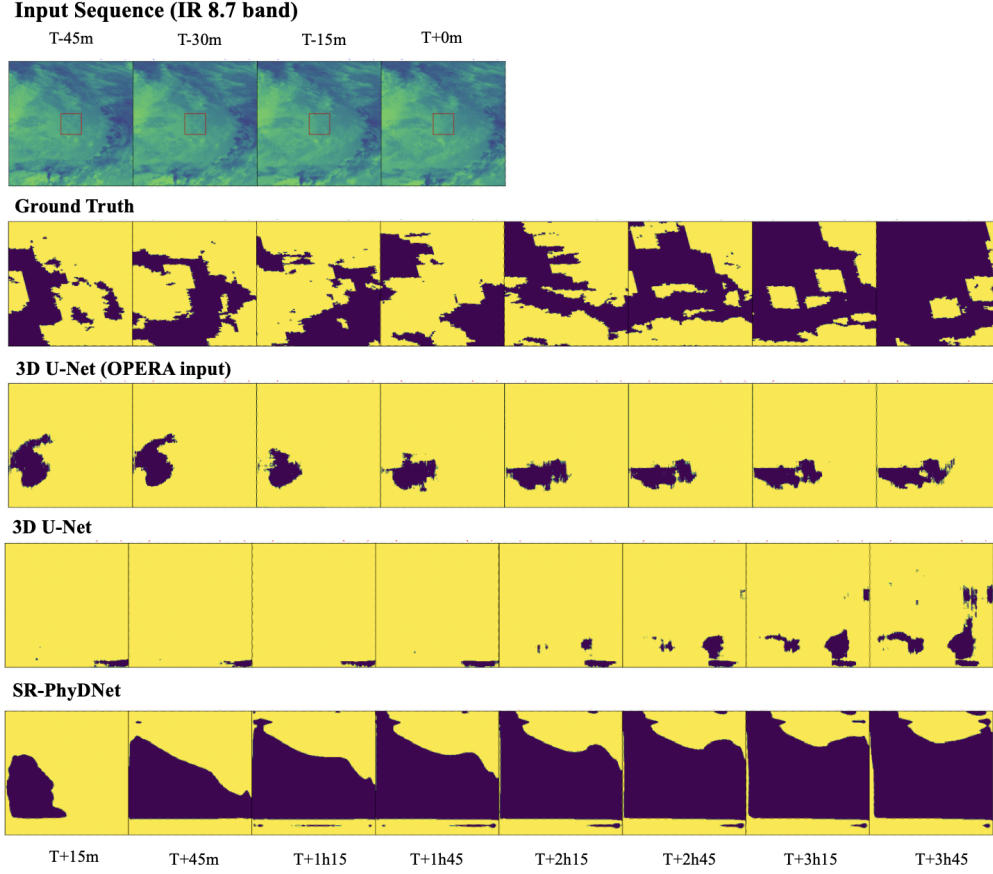 Input Sequence (IR 8.7 band)
T-45m T-30m T-15m T+0m
Ground Truth
3D U-Net (OPERA input)
3D U-Net
SR-PhyDNet
T+15m T+45m T+1h15 T+1h45 T+2h15 T+2h45 T+3h15 T+3h45